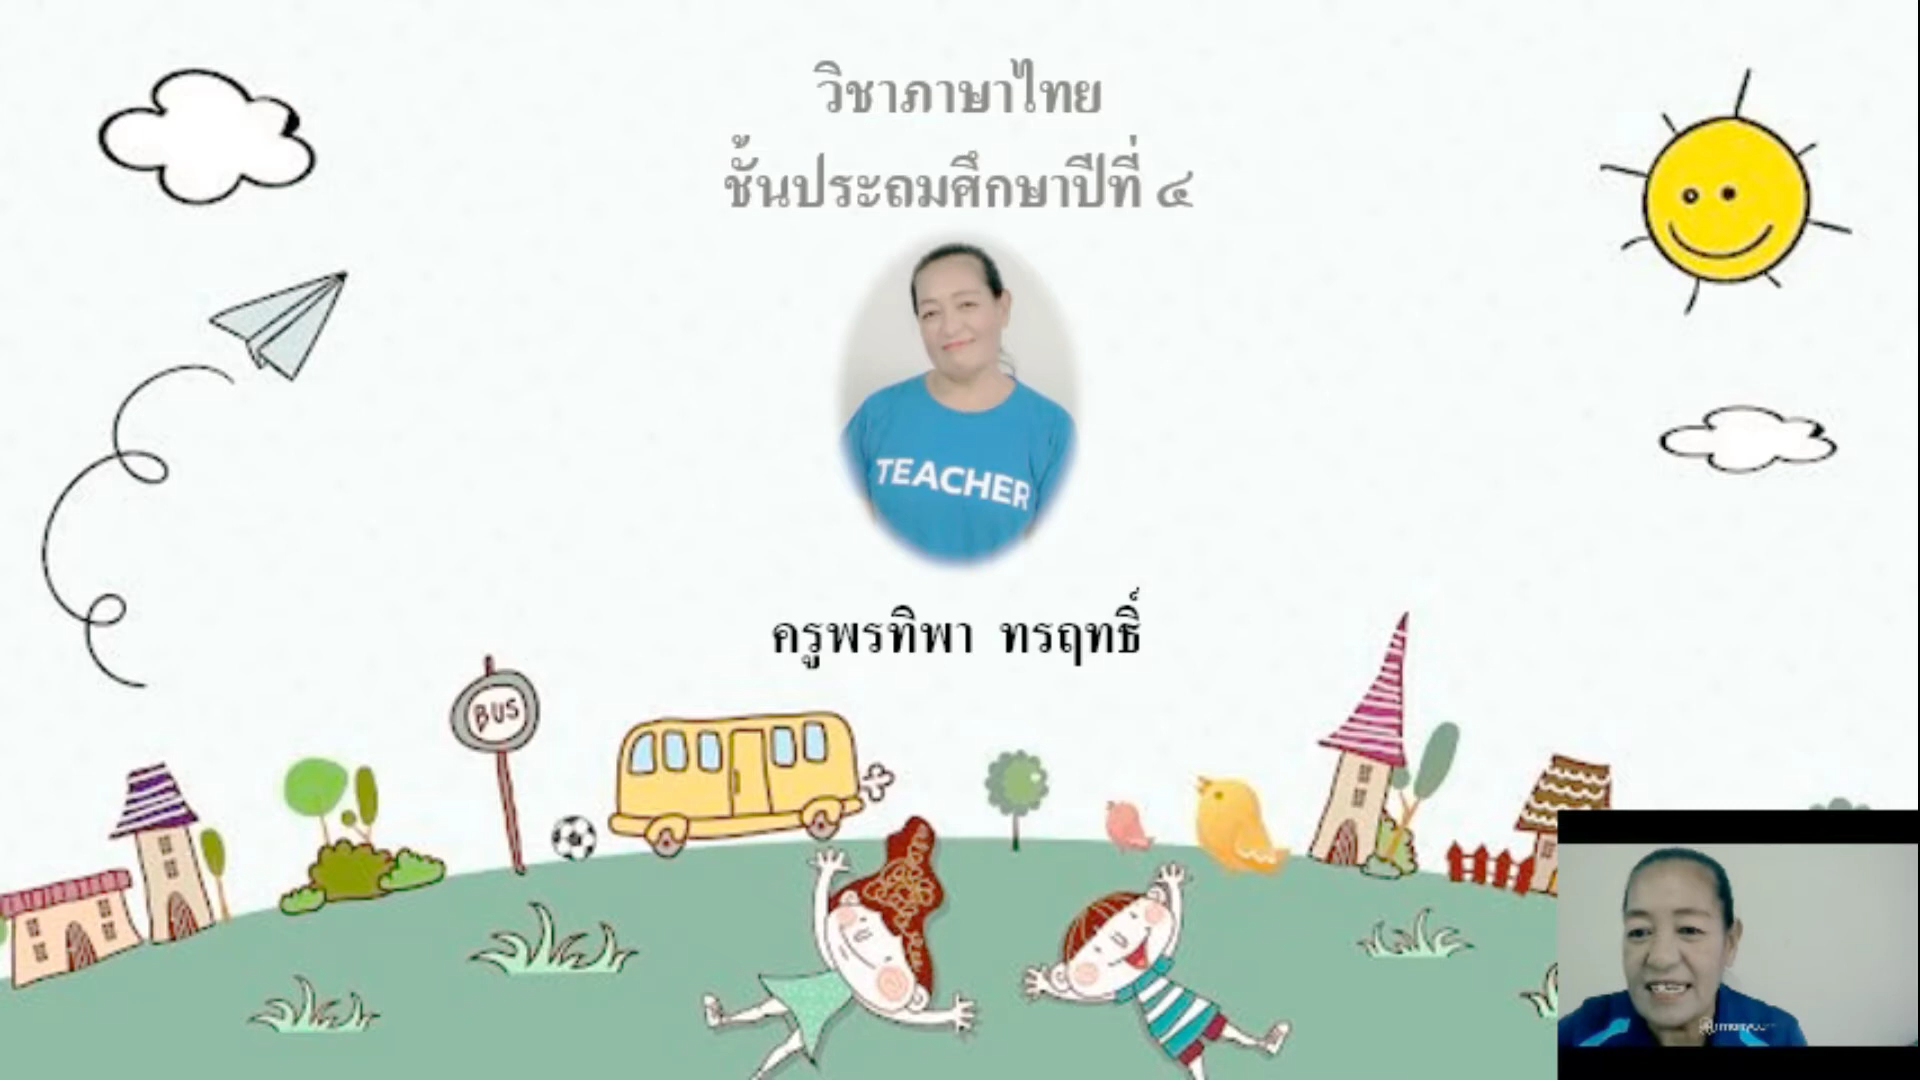 วิชาภาษาไทย
ชั้นประถมศึกษาปีที่ ๔
TEACHER
ครูพรทิพา ทรฤทธิ์
BUS